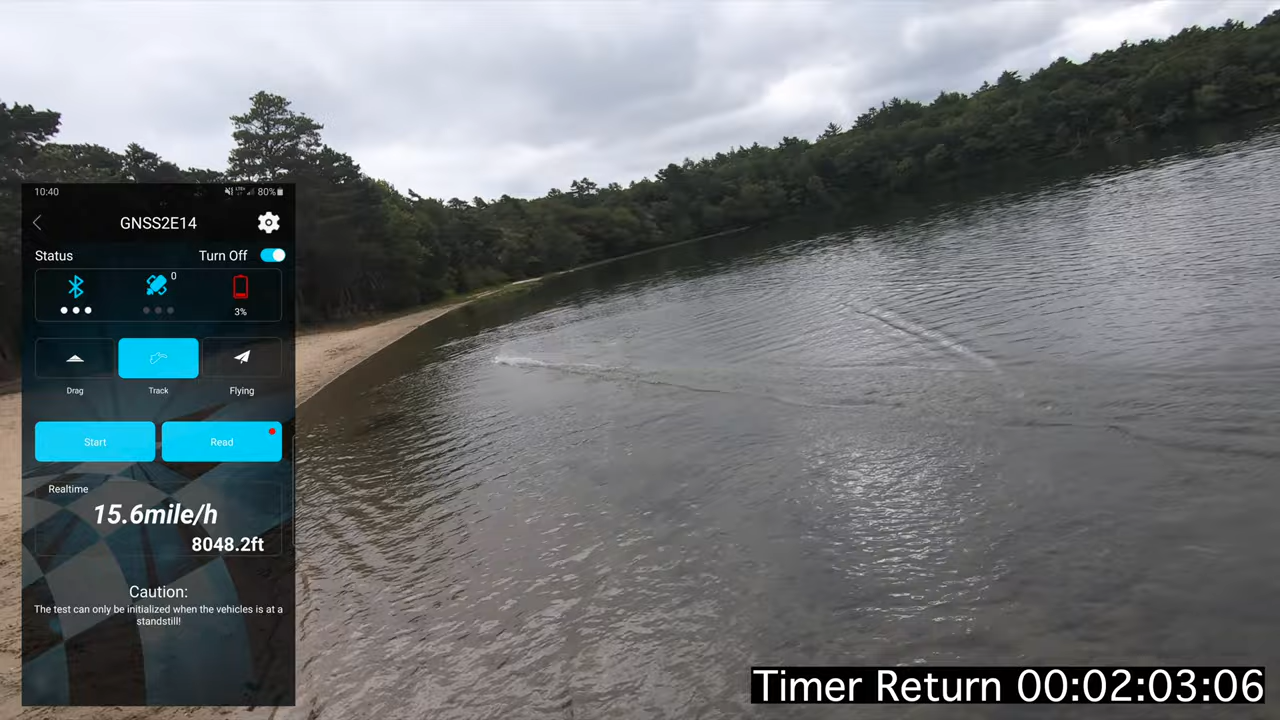 10:40
80%
GNSS2E14
Status
Turn Off
0
3%
Drag
Track
Flying
Start
Read
Realtime
15.6mile/h
8048.2ft
Caution:
The test can only be initialized when the vehicles is at a
standstill!
Timer Return 00:02:03:06